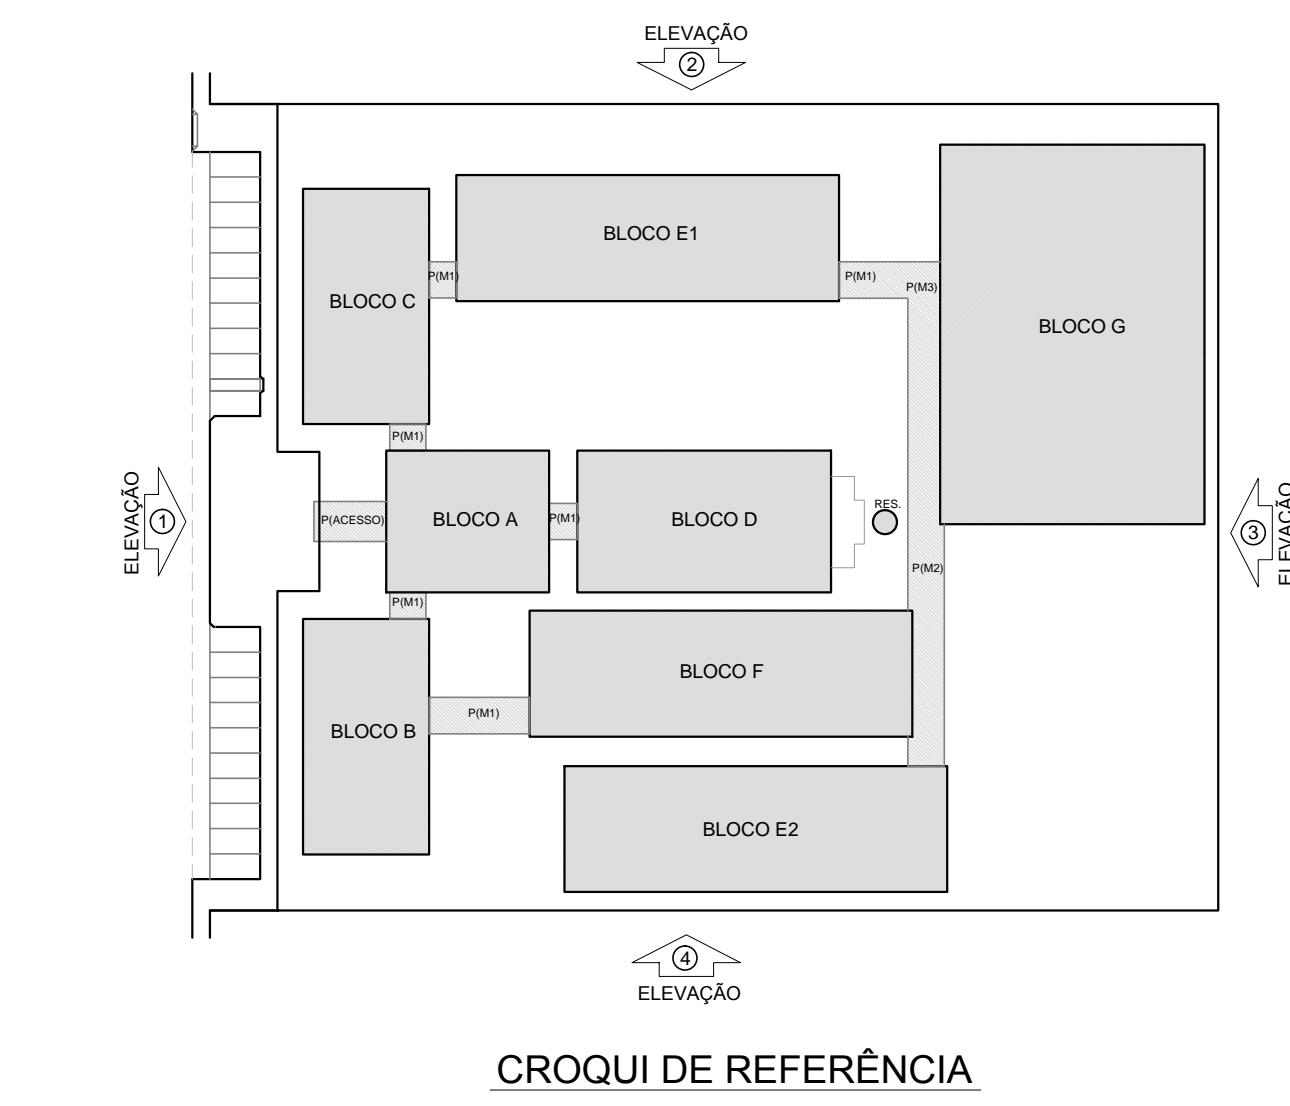 ELEVAÇÃO
2
BLOCO E1
BLOCO C
P(M1)
P(M1)
P(M3)
BLOCO G
P(M1)
ELEVAÇÃO
1
P(ACESSO)
BLOCO A
P(M1)
BLOCO D
RES.
3
ELEVAÇÃO
P(M2)
P(M1)
BLOCO F
P(M1)
BLOCO B
BLOCO E2
4
ELEVAÇÃO
CROQUI DE REFERÊNCIA